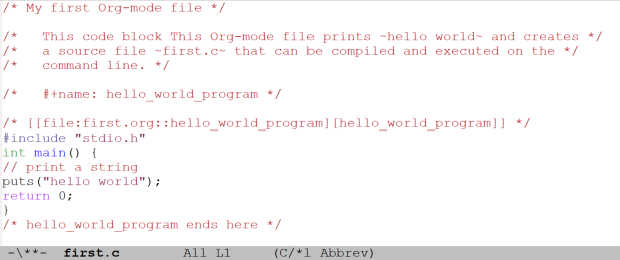 /* My first Org-mode file */
/*   This code block This Org-mode file prints ~hello world~ and creates */
/*   a source file ~first.c~ that can be compiled and executed on the */
/*   command line. */
/*   #+name: hello_world_program */
/* [[file:first.org::hello_world_program][hello_world_program]] */
#include "stdio.h"
int main() {
// print a string
puts("hello world");
return 0;
}
/* hello_world_program ends here */
-\**-  first.c        All L1     (C/*l Abbrev)